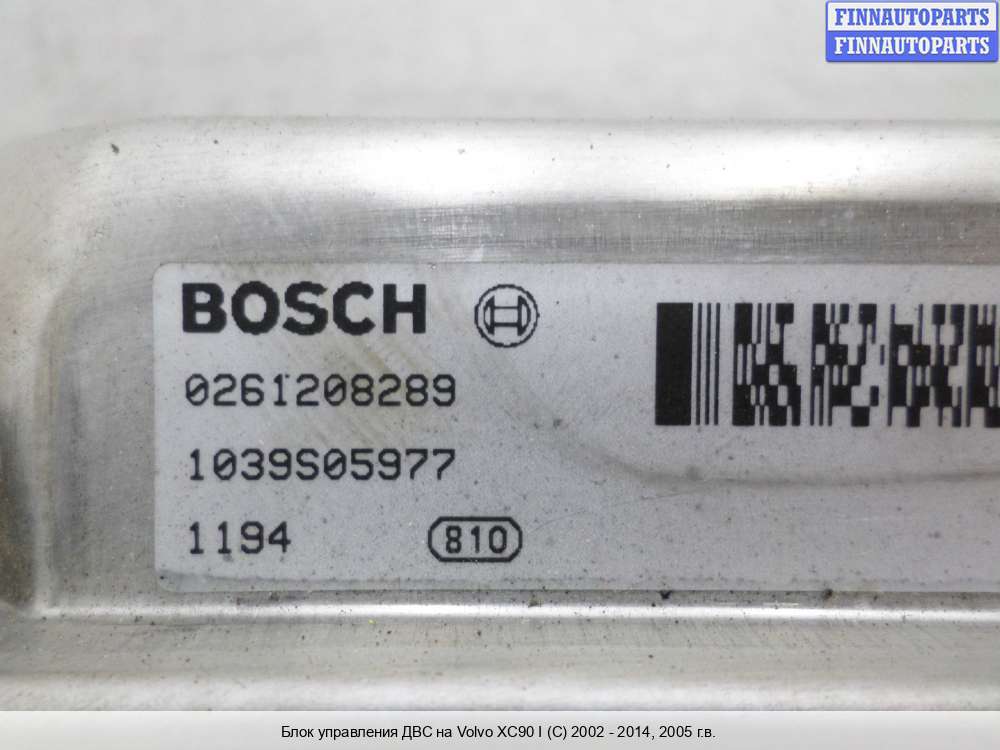 FINNAUTOPARTS
FINNAUTOPARTS
BOSCH
0261208289
1039S05977
1194 810
Блок управления ДВС на Volvo XC90 I (C) 2002 - 2014, 2005 г.в.